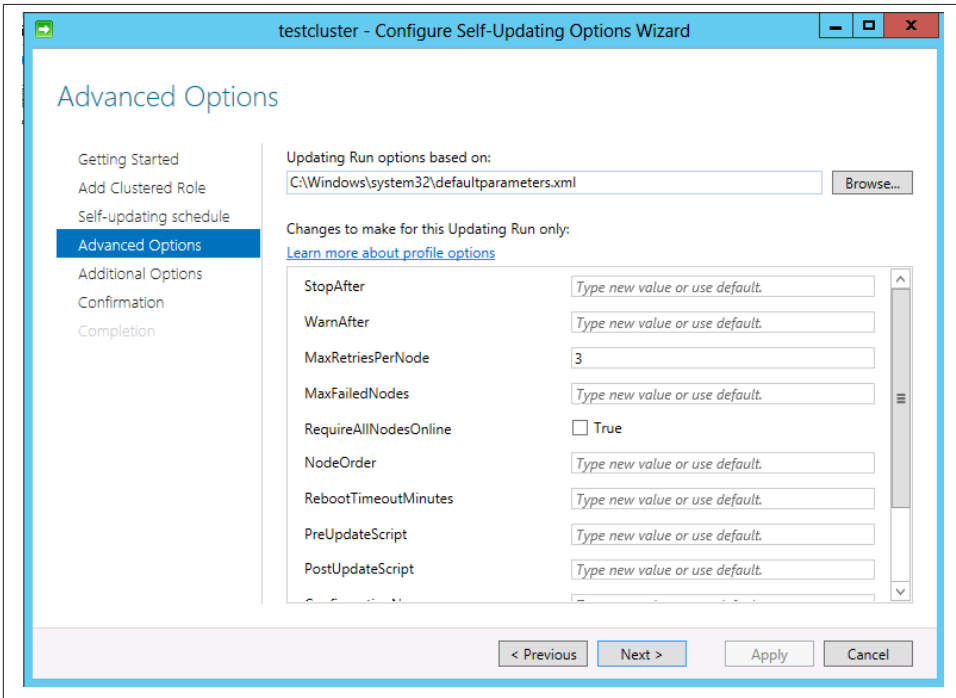 testcluster - Configure Self-Updating Options Wizard
Advanced Options
Getting Started
Add Clustered Role
Self-updating schedule
Advanced Options
Additional Options
Confirmation
Completion
Updating Run options based on:
C:\Windows\system32\defaultparameters.xml
Browse...
Changes to make for this Updating Run only:
Learn more about profile options
StopAfter Type new value or use default.
WarnAfter Type new value or use default.
MaxRetriesPerNode 3
MaxFailedNodes Type new value or use default.
RequireAllNodesOnline True
NodeOrder Type new value or use default.
RebootTimeoutMinutes Type new value or use default.
PreUpdateScript Type new value or use default.
PostUpdateScript Type new value or use default.
< Previous Next > Apply Cancel